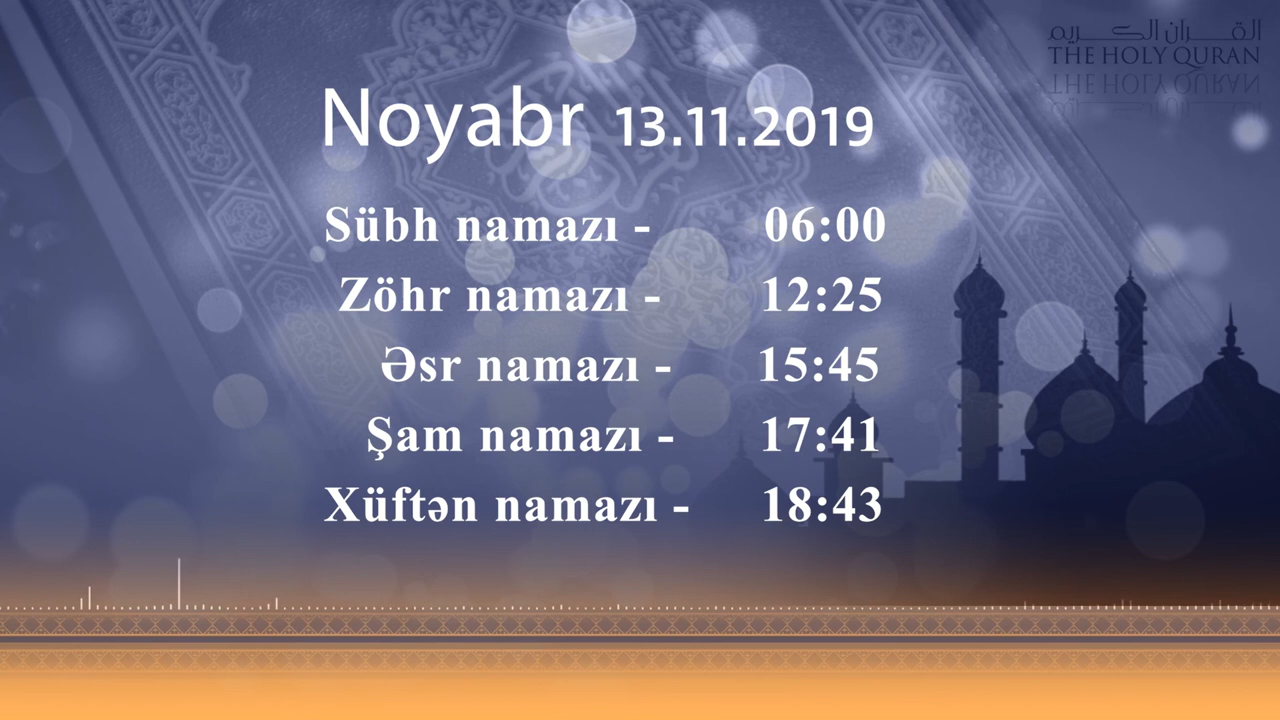 القرآن الكريم
THE HOLY QURAN
Noyabr 13.11.2019
Sübh namazı - 06:00
Zöhr namazı - 12:25
Əsr namazı - 15:45
Şam namazı - 17:41
Xüftən namazı - 18:43